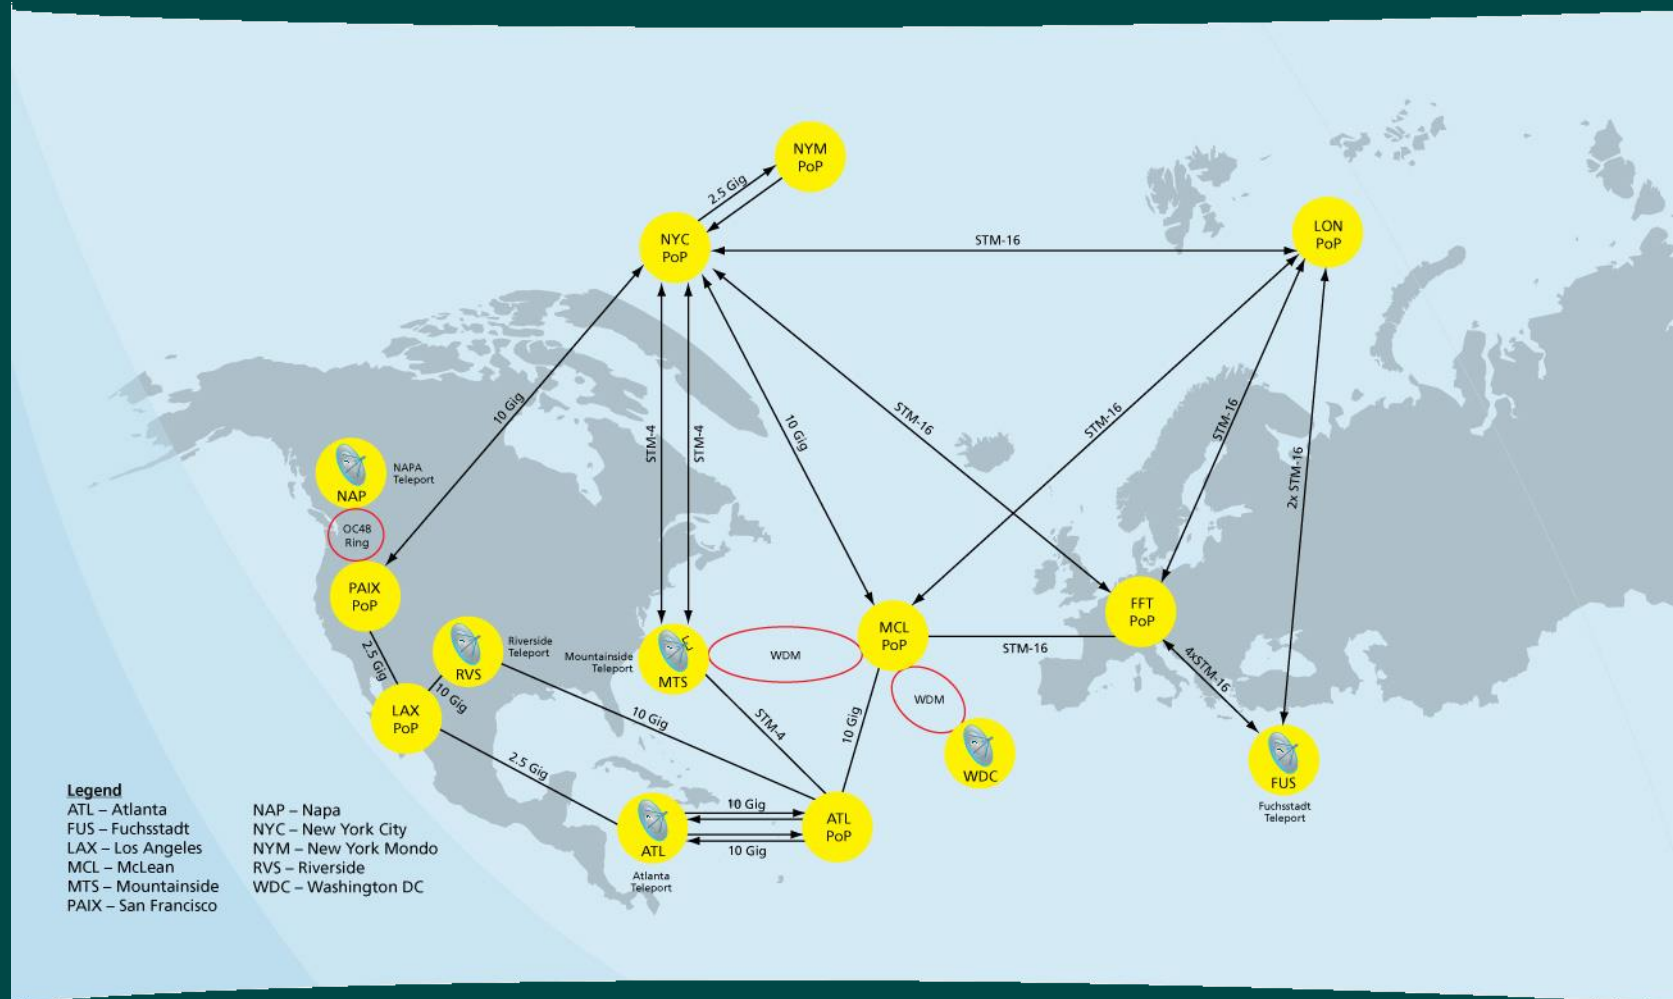 NYM
PoP
2.5 Gig
NYC
PoP
LON
PoP
STM-16
10 Gig
STM-4
STM-4
10 Gig
STM-16
STM-16
STM-16
2x STM-16
NAP
NAPA
Teleport
OC48
Ring
PAIX
PoP
2.5 Gig
RVS
Riverside
Teleport
10 Gig
LAX
PoP
Mountainside
Teleport
MTS
WDM
MCL
PoP
STM-16
FFT
PoP
WDM
WDC
4xSTM-16
FUS
Fuchsstadt
Teleport
10 Gig
STM-4
10 Gig
2.5 Gig
ATL
Atlanta
Teleport
10 Gig
10 Gig
ATL
PoP
Legend
ATL – Atlanta
FUS – Fuchsstadt
LAX – Los Angeles
MCL – McLean
MTS – Mountainside
PAIX – San Francisco
NAP – Napa
NYC – New York City
NYM – New York Mondo
RVS – Riverside
WDC – Washington DC